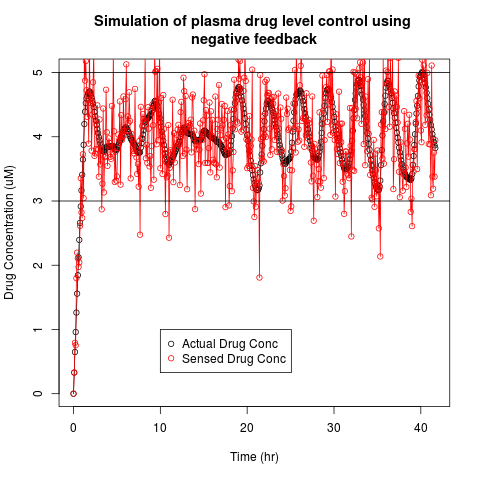 Simulation of plasma drug level control using
negative feedback
Drug Concentration (uM)
5
4
3
2
1
0
Actual Drug Conc
Sensed Drug Conc
0 10 20 30 40
Time (hr)